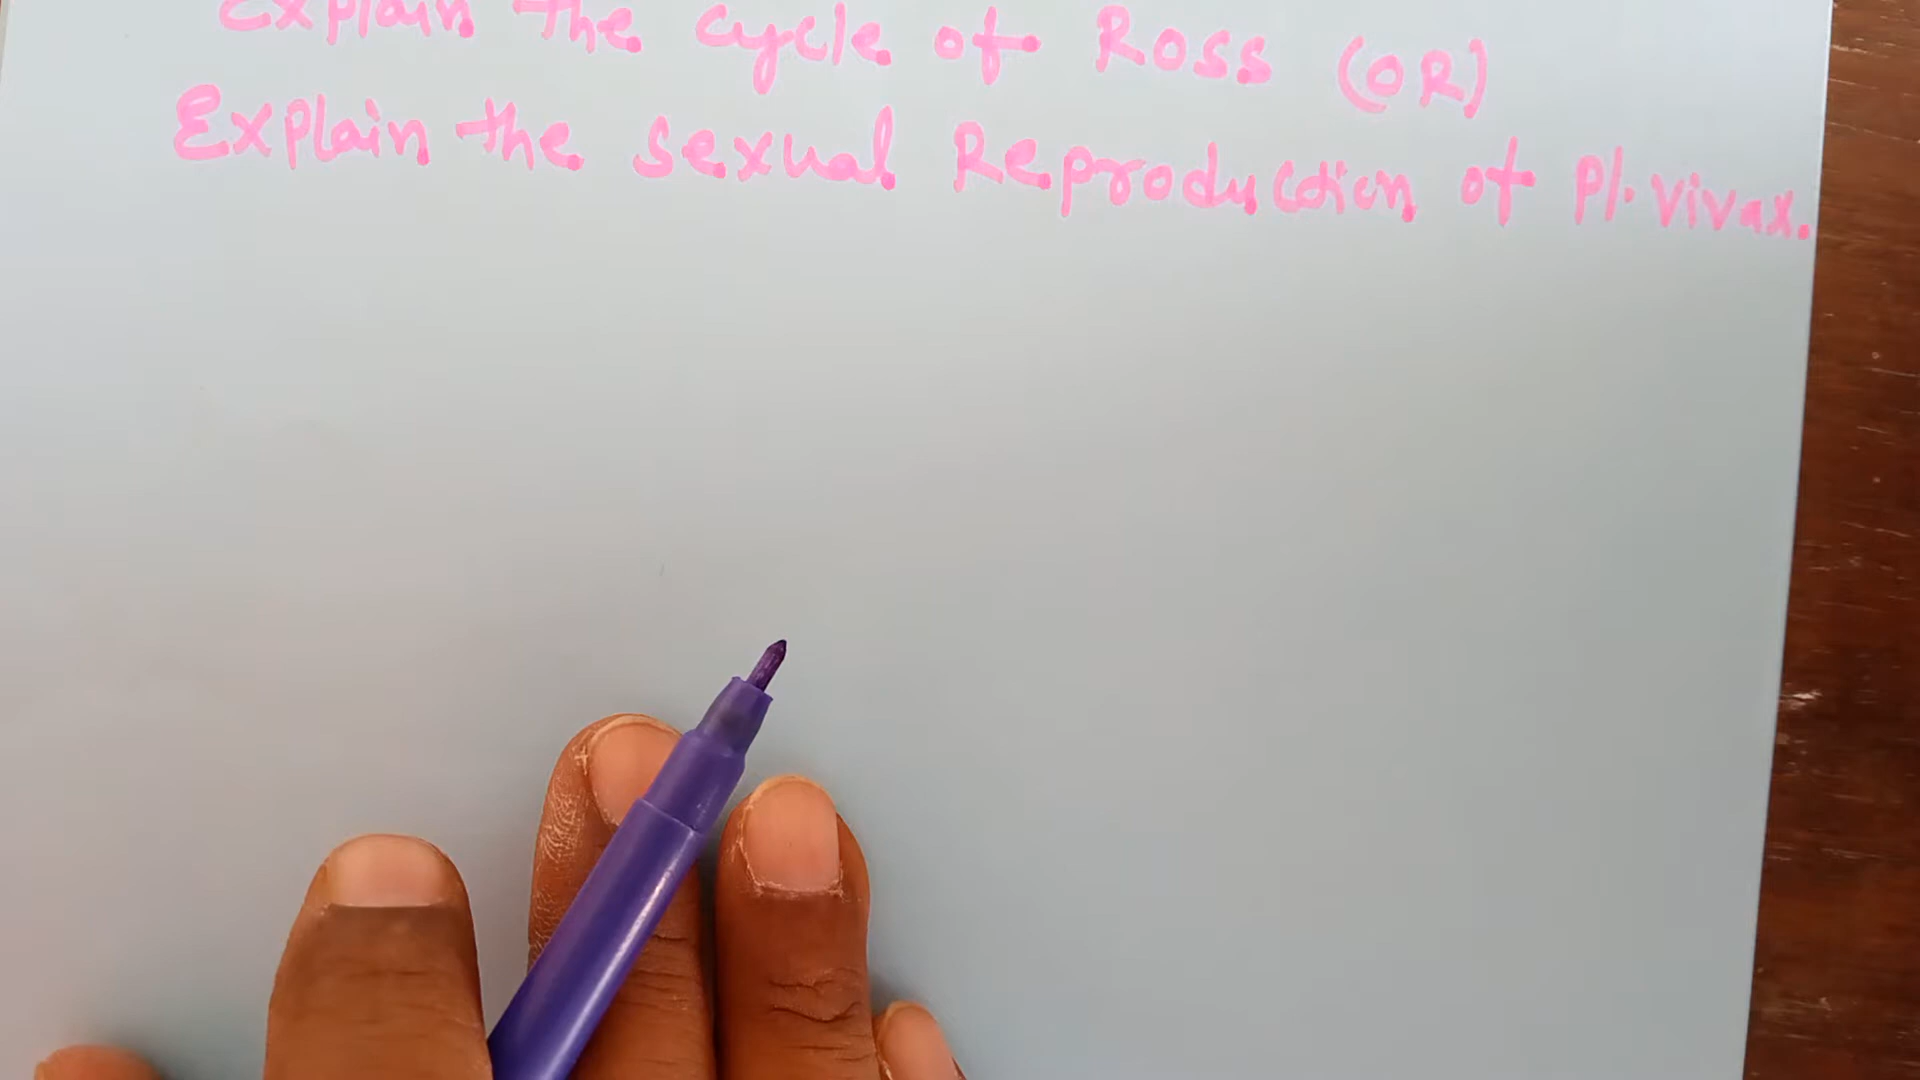 Explain the cycle of Ross (OR)
Explain the sexual Reproduction of Pl. vivax.